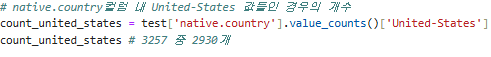 # native.country컬럼 내 United-States 값들인 경우의 개수
count_united_states = test['native.country'].value_counts()['United-States']
count_united_states # 3257 중 2930개